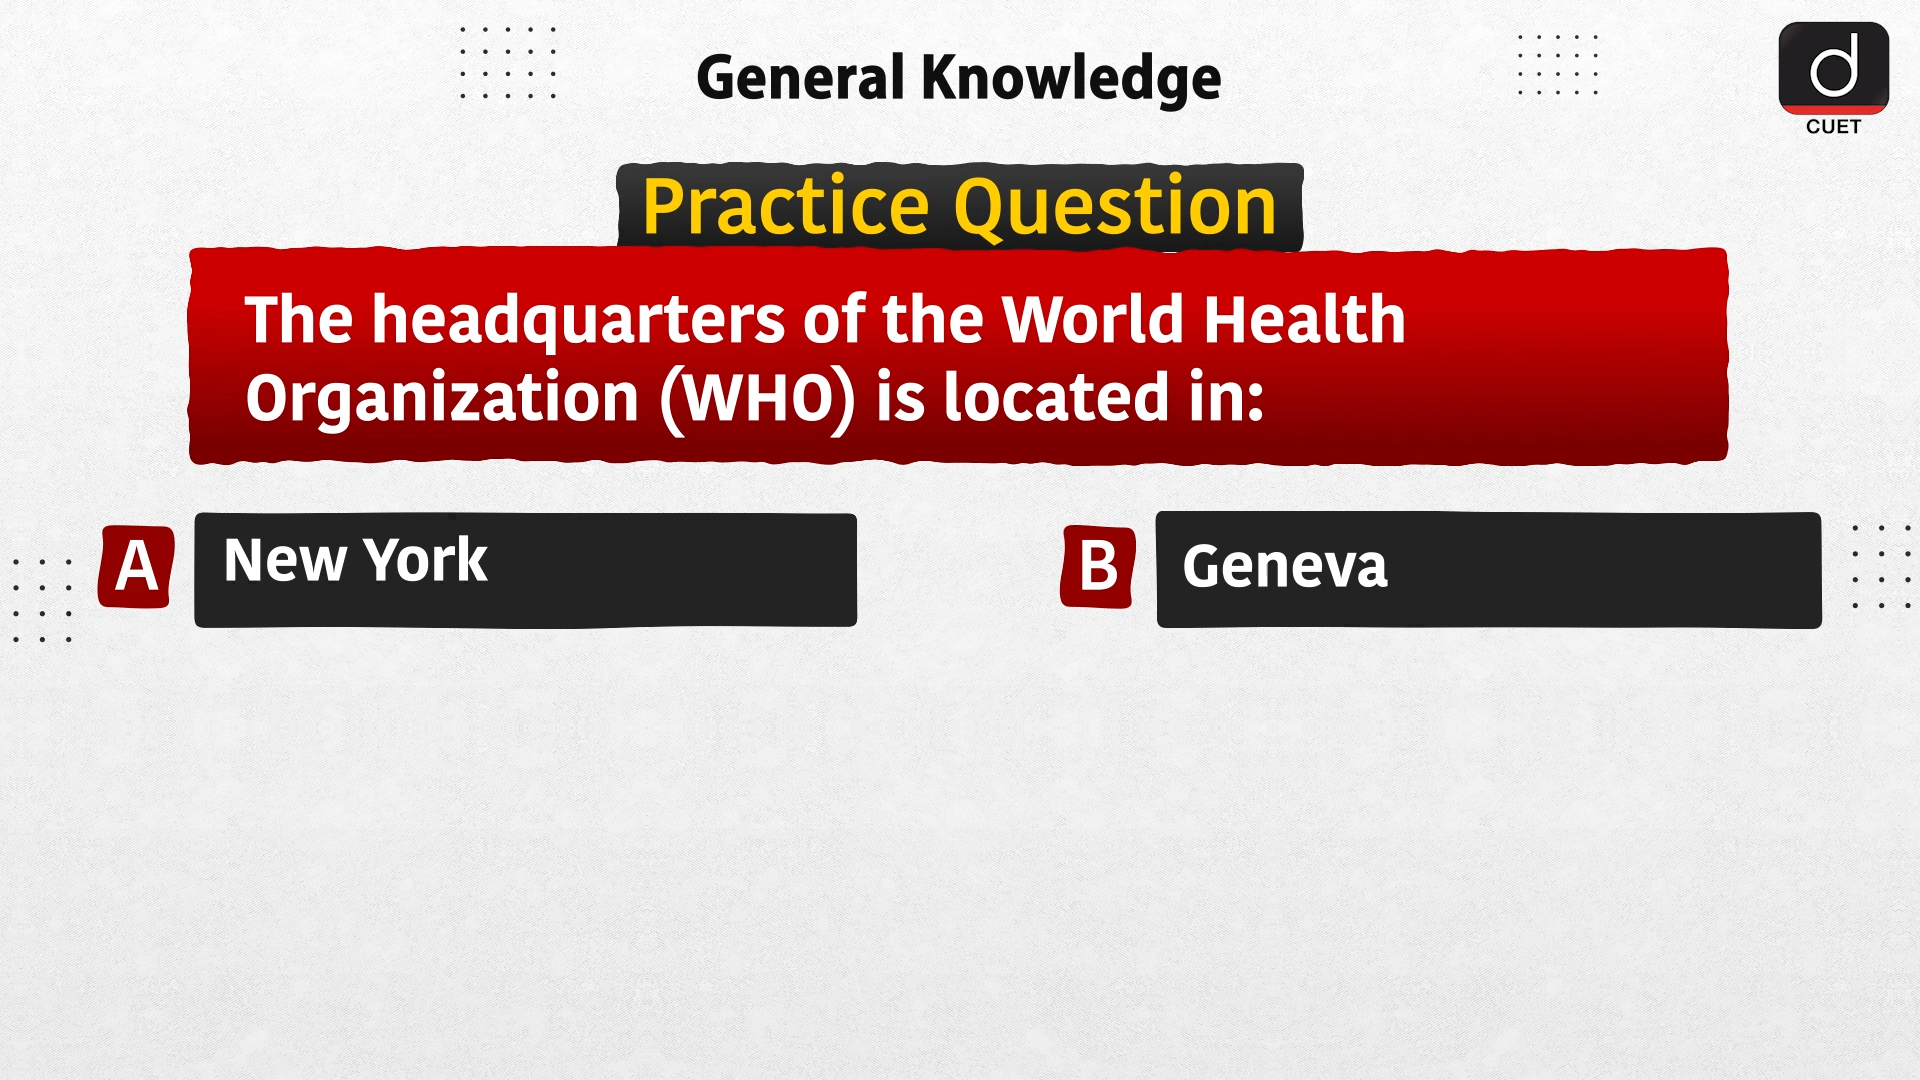 General Knowledge
d
CUET
Practice Question
The headquarters of the World Health
Organization (WHO) is located in:
A New York
B Geneva